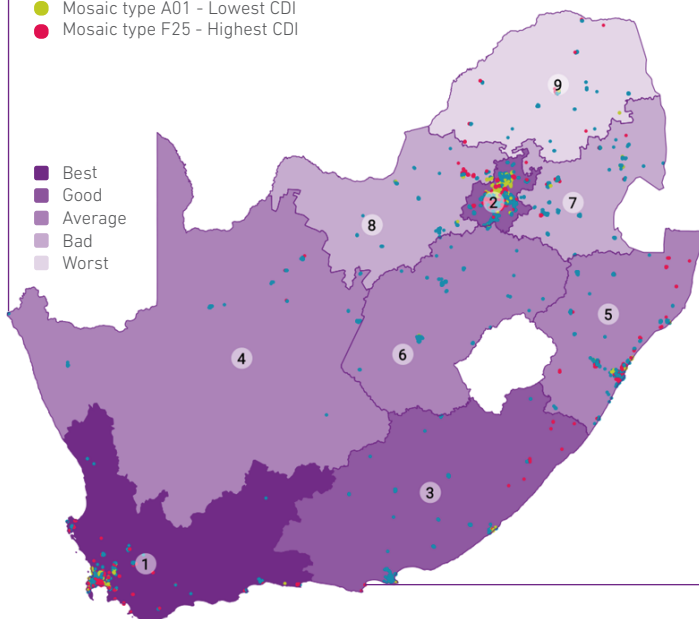 Mosaic type A01 - Lowest CDI
Mosaic type F25 - Highest CDI
9
Best
Good
Average
Bad
Worst
2
7
8
5
4
6
3
1